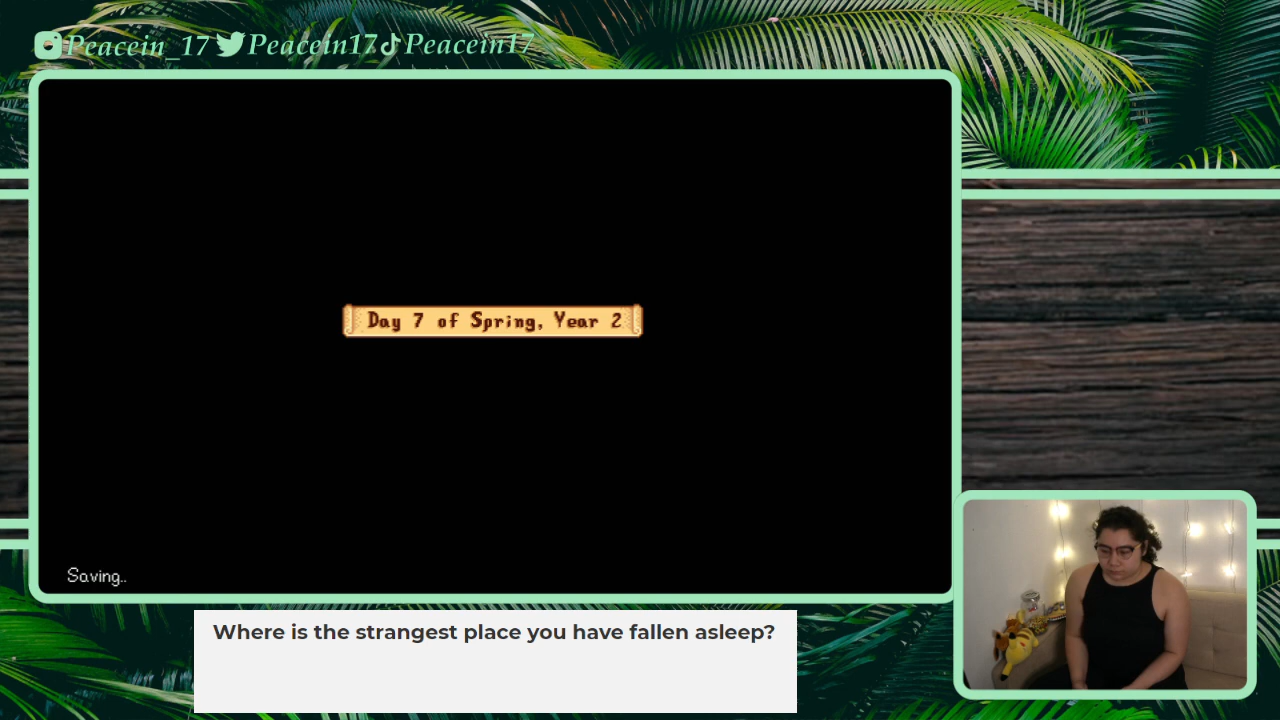 Peacein_17 Peacein17 Peacein17
Day 7 of Spring, Year 2
Saving..
Where is the strangest place you have fallen asleep?